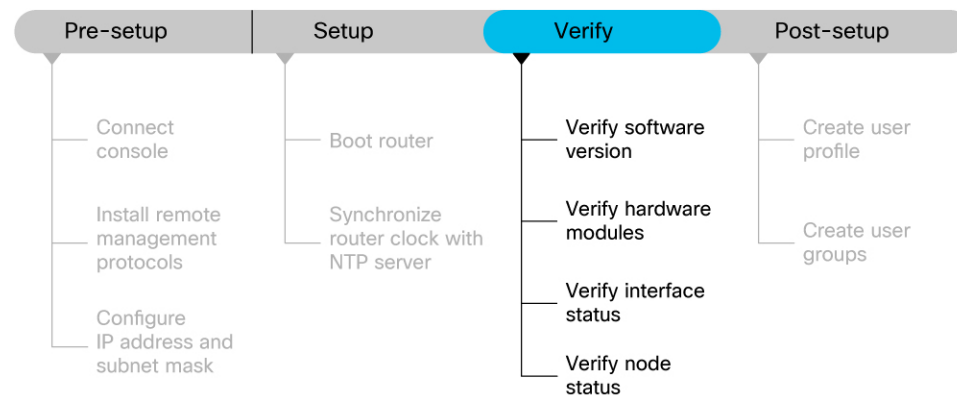 Pre-setup
Setup
Verify
Post-setup
Connect
console
Install remote
management
protocols
Configure
IP address and
subnet mask
Boot router
Synchronize
router clock with
NTP server
Verify software
version
Verify hardware
modules
Verify interface
status
Verify node
status
Create user
profile
Create user
groups